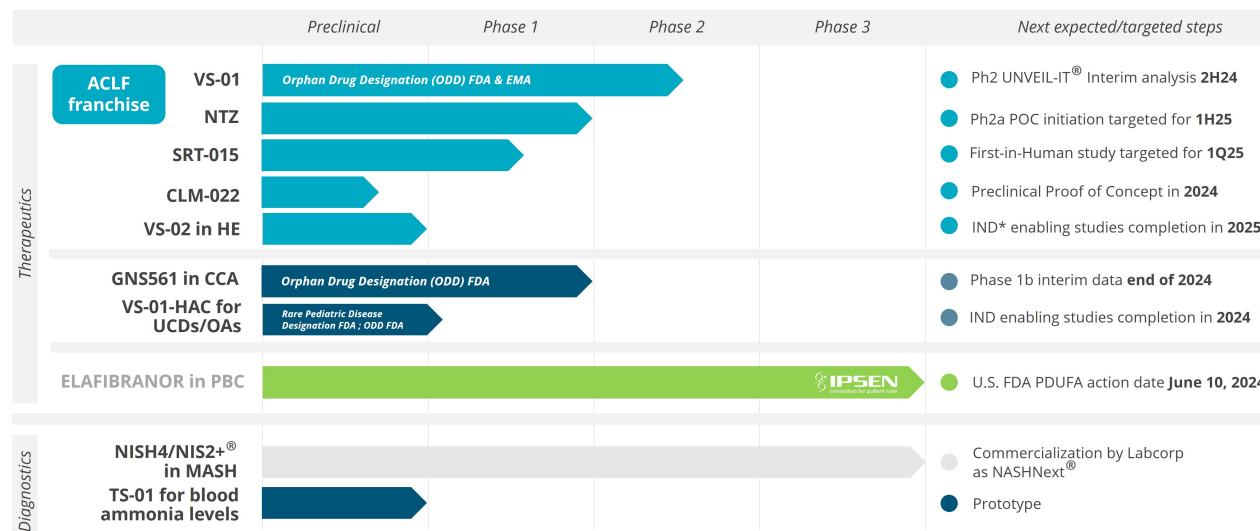 Preclinical Phase 1 Phase 2 Phase 3 Next expected/targeted steps
Therapeutics
ACLF
franchise
VS-01 Orphan Drug Designation (ODD) FDA & EMA Ph2 UNVEIL-IT® Interim analysis 2H24
NTZ Ph2a POC initiation targeted for 1H25
SRT-015 First-in-Human study targeted for 1Q25
CLM-022 Preclinical Proof of Concept in 2024
VS-02 in HE IND* enabling studies completion in 2025
GNS561 in CCA Orphan Drug Designation (ODD) FDA Phase 1b interim data end of 2024
VS-01-HAC for
UCDs/OAs
Rare Pediatric Disease
Designation FDA ; ODD FDA
IND enabling studies completion in 2024
ELAFIBRANOR in PBC IPSEN
Innovation for patient care
U.S. FDA PDUFA action date June 10, 2024
Diagnostics
NISH4/NIS2+®
in MASH
Commercialization by Labcorp
as NASHNext®
TS-01 for blood
ammonia levels
Prototype